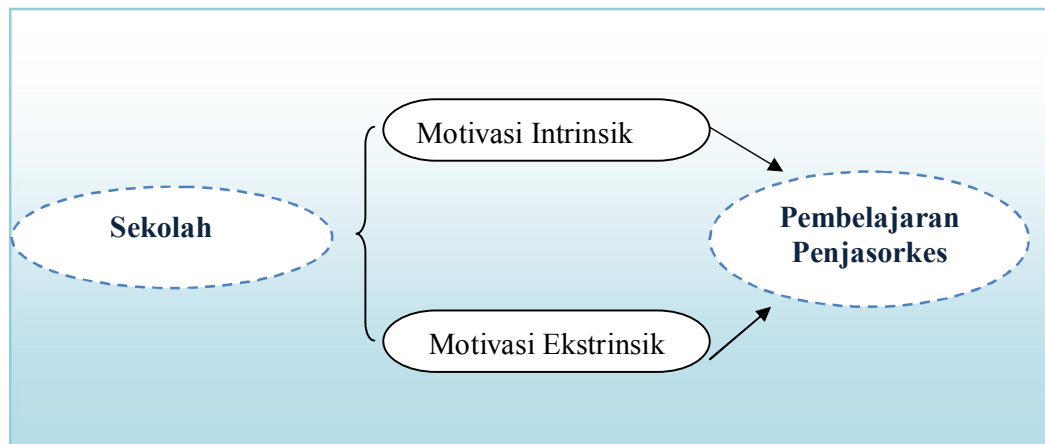 Motivasi Intrinsik
Sekolah
Pembelajaran
Penjasorkes
Motivasi Ekstrinsik